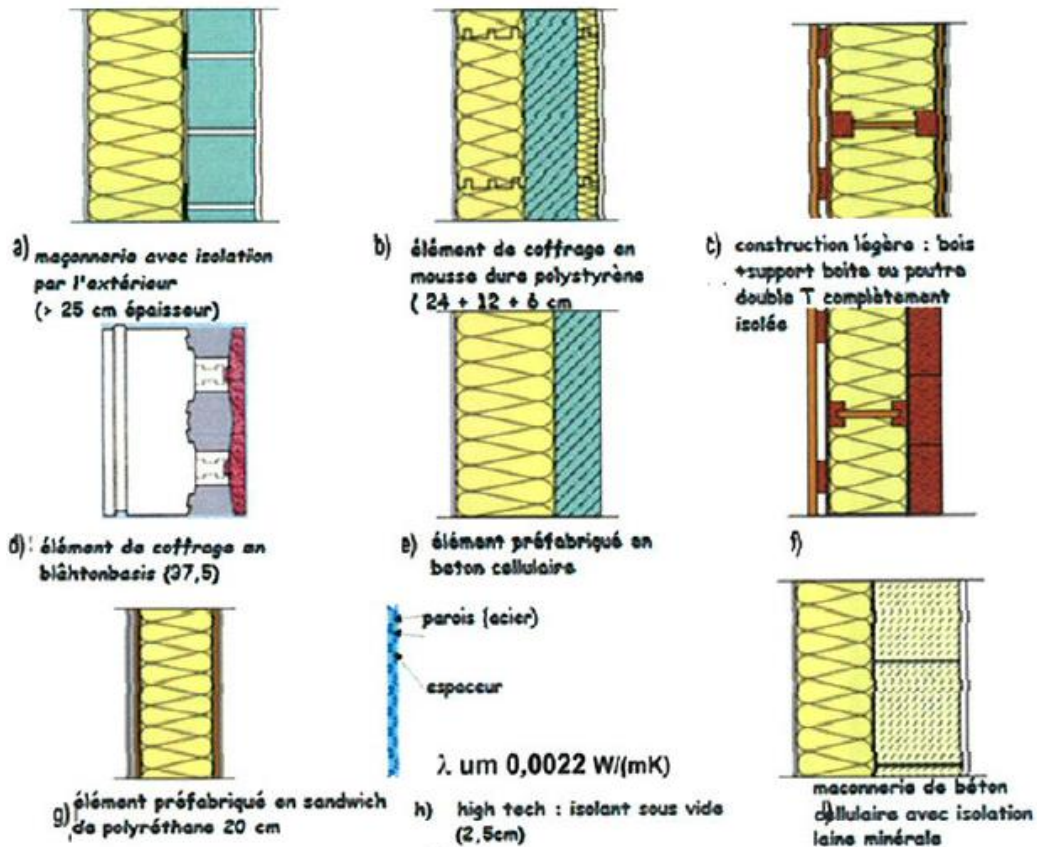 a) maçonnerie avec isolation
par l'extérieur
(> 25 cm épaisseur)
b) élément de coffrage en
mousse dure polystyrène
( 24 + 12 + 6 cm
c) construction légère : bois
+support boite ou poutre
double T complètement
isolée
d) élément de coffrage en
blähtonbasis (37,5)
e) élément préfabriqué en
beton cellulaire
f)
g) élément préfabriqué en sandwich
de polyréthane 20 cm
parois (acier)
espaceur
λ um 0,0022 W/(mK)
h) high tech : isolant sous vide
(2,5cm)
maçonnerie de béton
cellulaire avec isolation
laine minérale